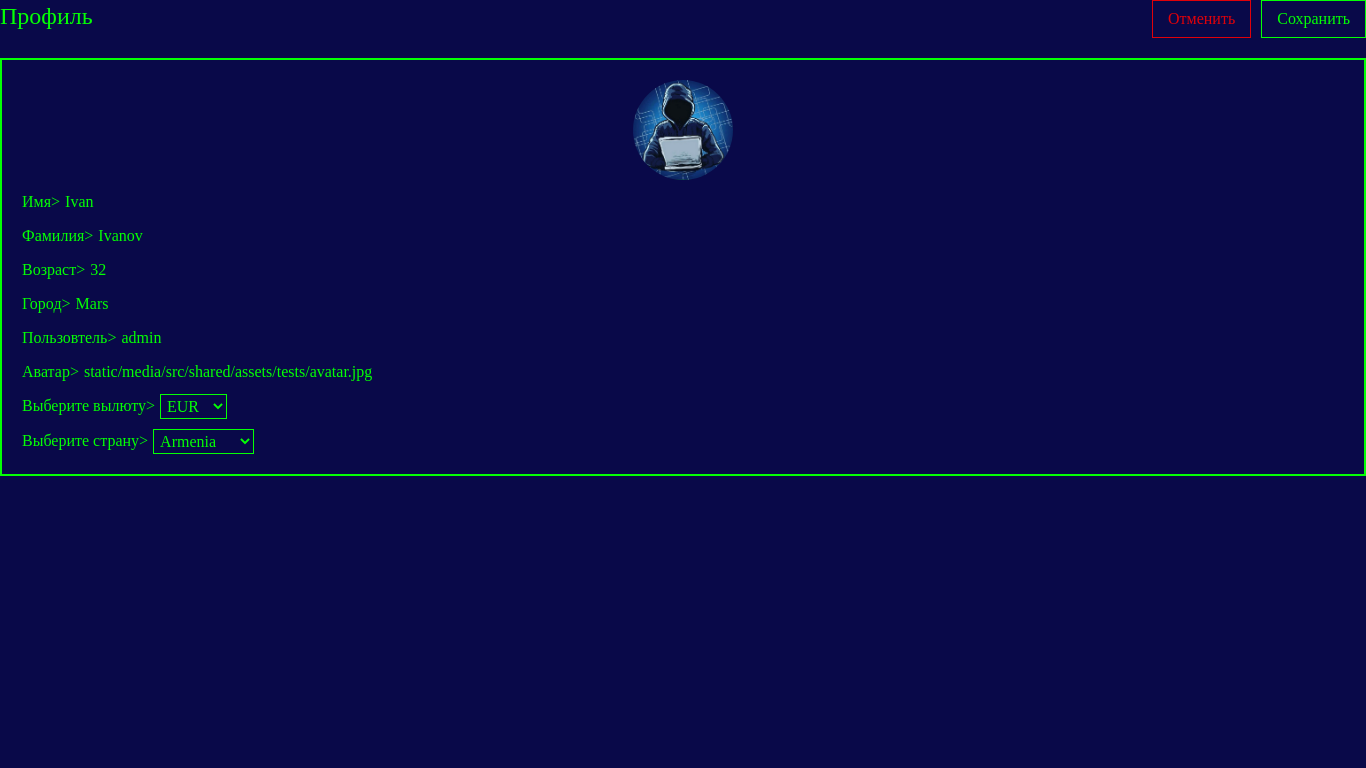 Профиль
Отменить
Сохранить
Имя> Ivan
Фамилия> Ivanov
Возраст> 32
Город> Mars
Пользовтель> admin
Аватар> static/media/src/shared/assets/tests/avatar.jpg
Выберите вылюту> EUR
Выберите страну> Armenia